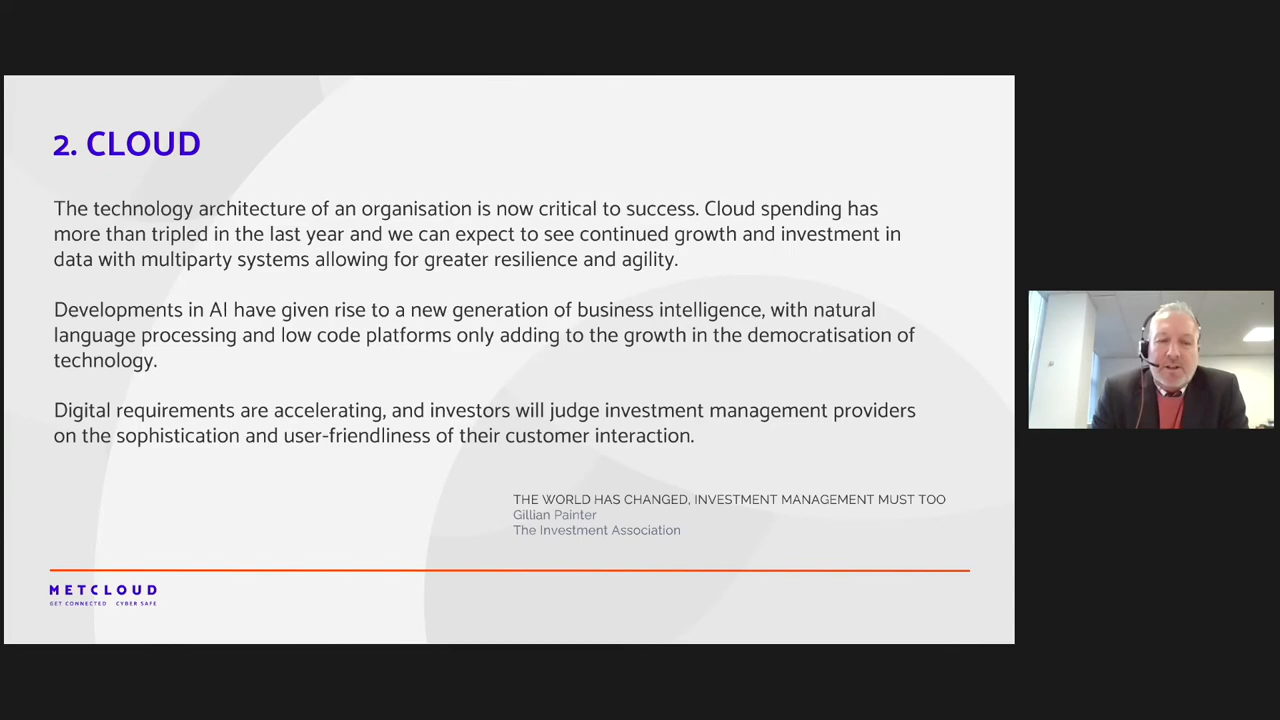 2. CLOUD
The technology architecture of an organisation is now critical to success. Cloud spending has
more than tripled in the last year and we can expect to see continued growth and investment in
data with multiparty systems allowing for greater resilience and agility.
Developments in AI have given rise to a new generation of business intelligence, with natural
language processing and low code platforms only adding to the growth in the democratisation of
technology.
Digital requirements are accelerating, and investors will judge investment management providers
on the sophistication and user-friendliness of their customer interaction.
THE WORLD HAS CHANGED, INVESTMENT MANAGEMENT MUST TOO
Gillian Painter
The Investment Association
METCLOUD
GET CONNECTED CYBER SAFE